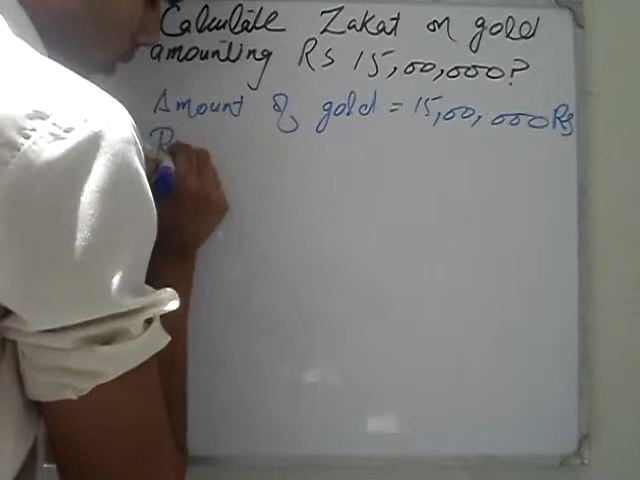 Calculate Zakat on gold
amounting Rs 15,00,000?
Amount of gold = 15,00,000 Rs
R